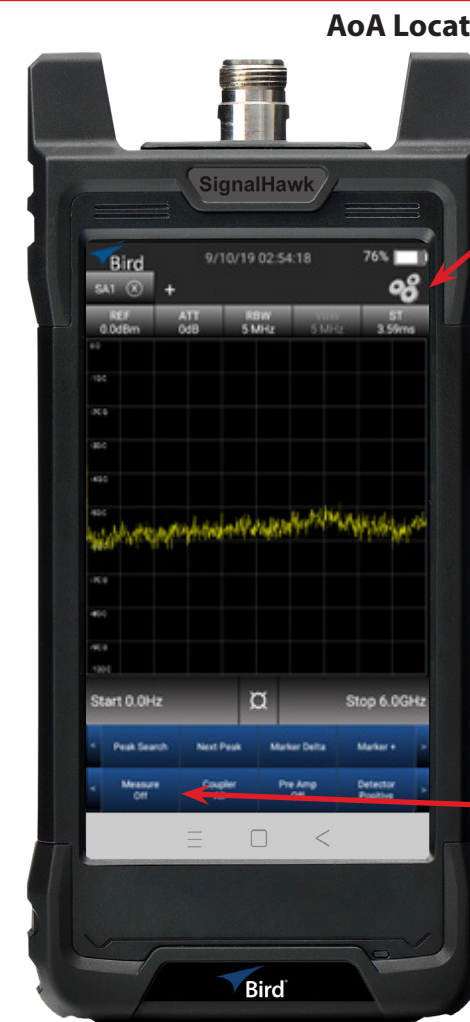 AoA Locat
SignalHawk
Bird 9/10/19 02:54:18 76%
SA1 +
REF ATT RBW VBW ST
0.0dBm 0dB 5 MHz 5 MHz 3.59ms
Start 0.0Hz Stop 6.0GHz
< Peak Search Next Peak Marker Delta Marker + >
< Measure Coupler Pre Amp Detector >
Off Off Positive
Bird